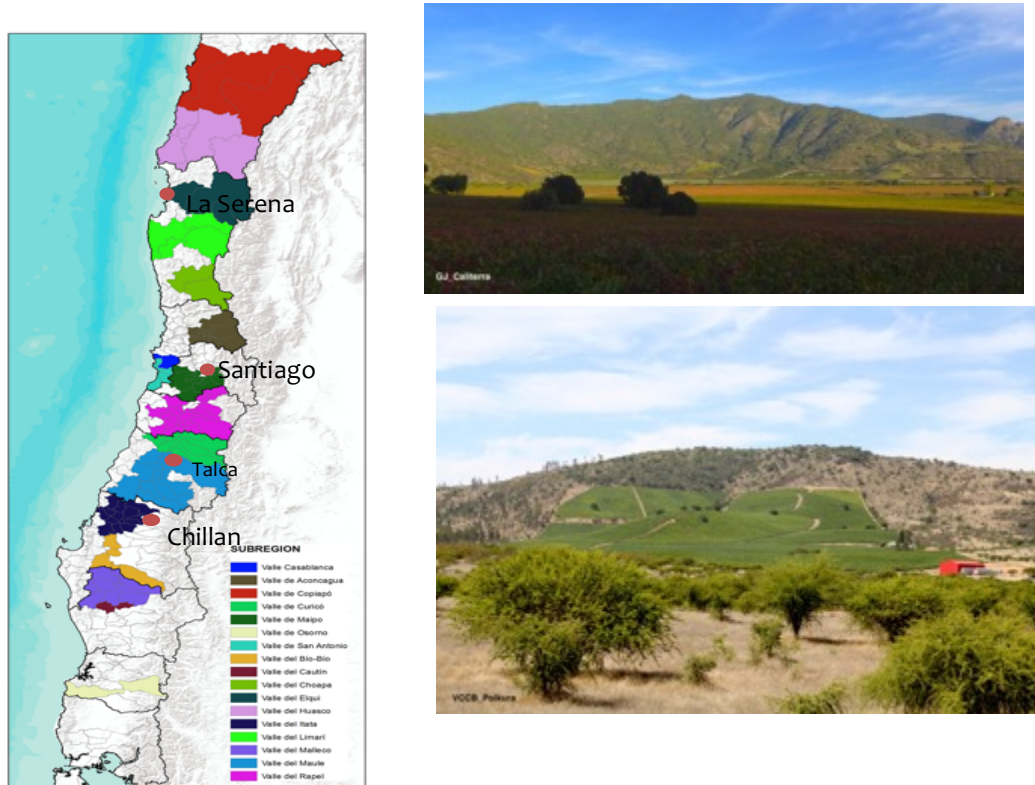 La Serena
Santiago
Talca
Chillan
SUBREGION
Valle Casablanca
Valle de Aconcagua
Valle de Copiapó
Valle de Curicó
Valle de Maipo
Valle de Osorno
Valle de San Antonio
Valle del Bío-Bío
Valle del Cautín
Valle del Choapa
Valle del Elqui
Valle del Huasco
Valle del Itata
Valle del Limarí
Valle del Malleco
Valle del Maule
Valle del Rapel
GJ_Caliterra
VCCB_Polkura